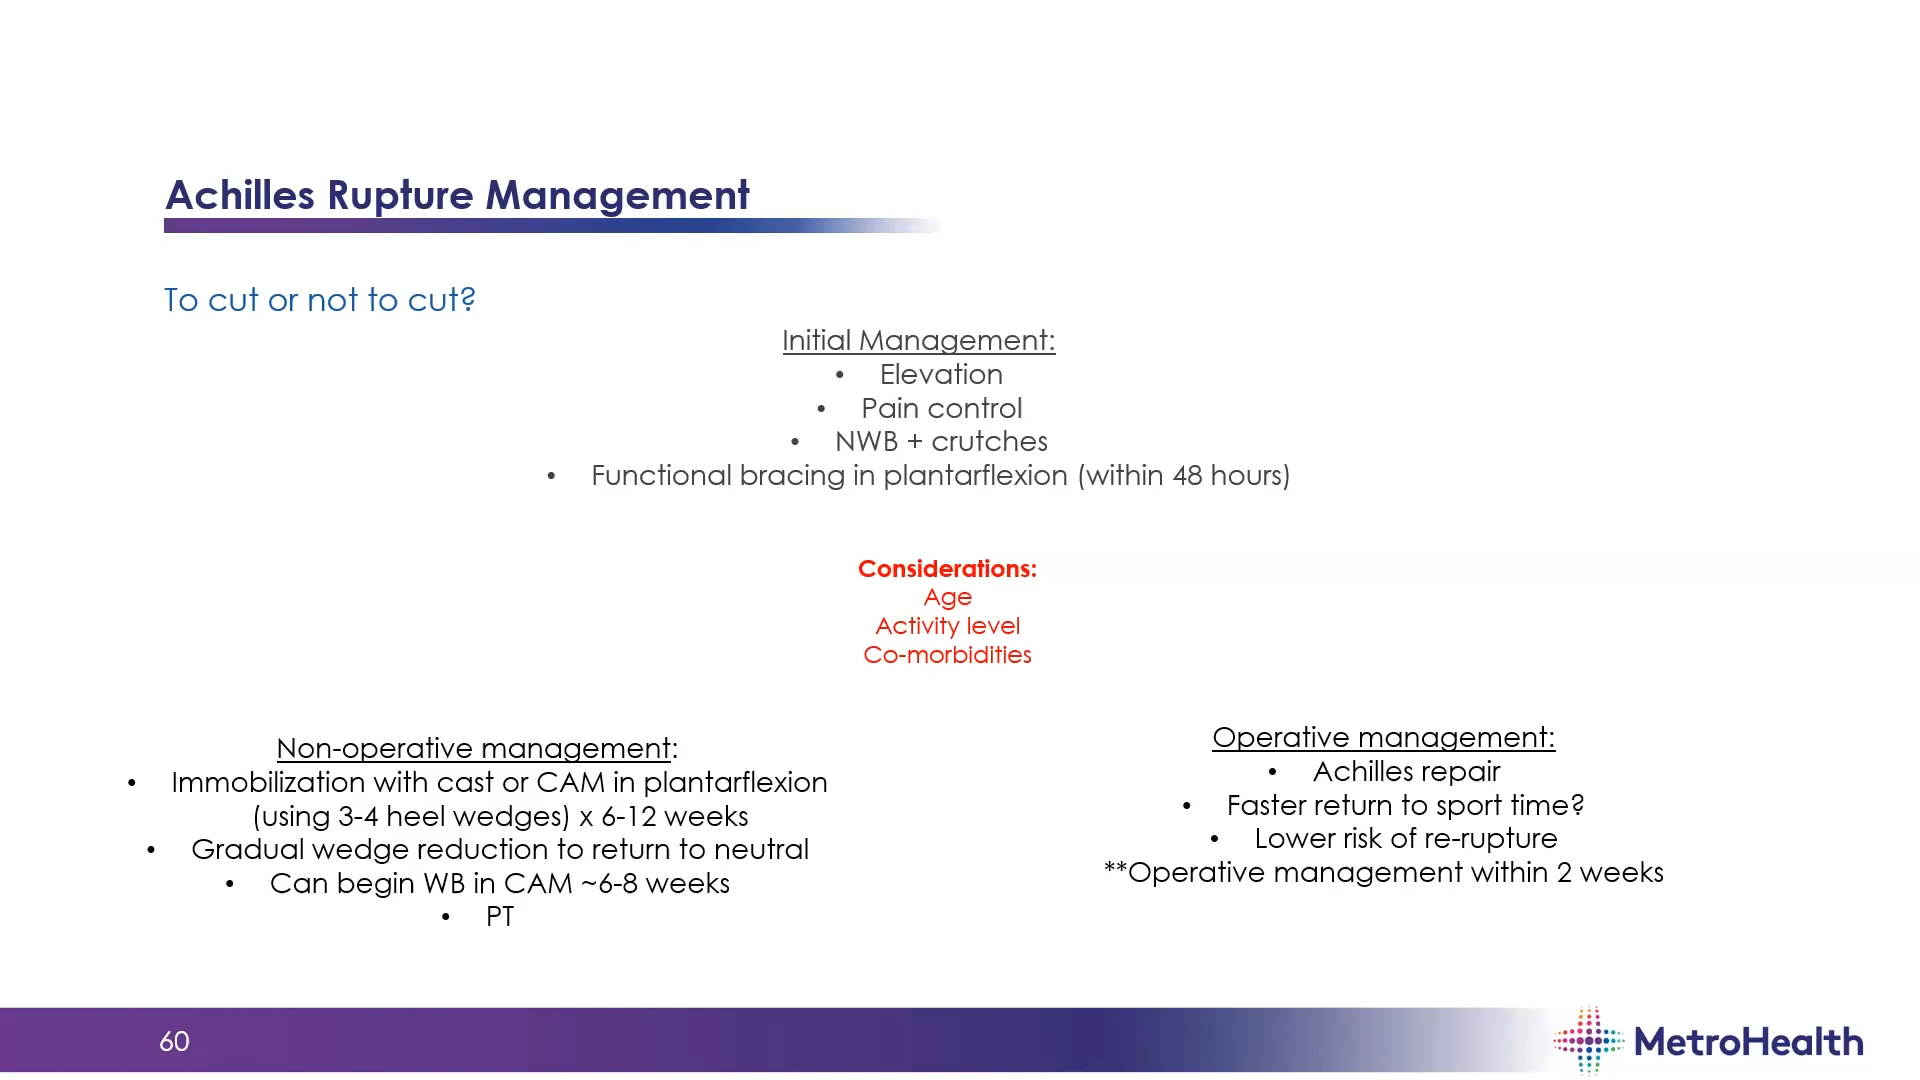 Achilles Rupture Management
To cut or not to cut?
Initial Management:
• Elevation
• Pain control
• NWB + crutches
• Functional bracing in plantarflexion (within 48 hours)
Considerations:
Age
Activity level
Co-morbidities
Non-operative management:
• Immobilization with cast or CAM in plantarflexion
(using 3-4 heel wedges) x 6-12 weeks
• Gradual wedge reduction to return to neutral
• Can begin WB in CAM ~6-8 weeks
• PT
Operative management:
• Achilles repair
• Faster return to sport time?
• Lower risk of re-rupture
**Operative management within 2 weeks
60
MetroHealth